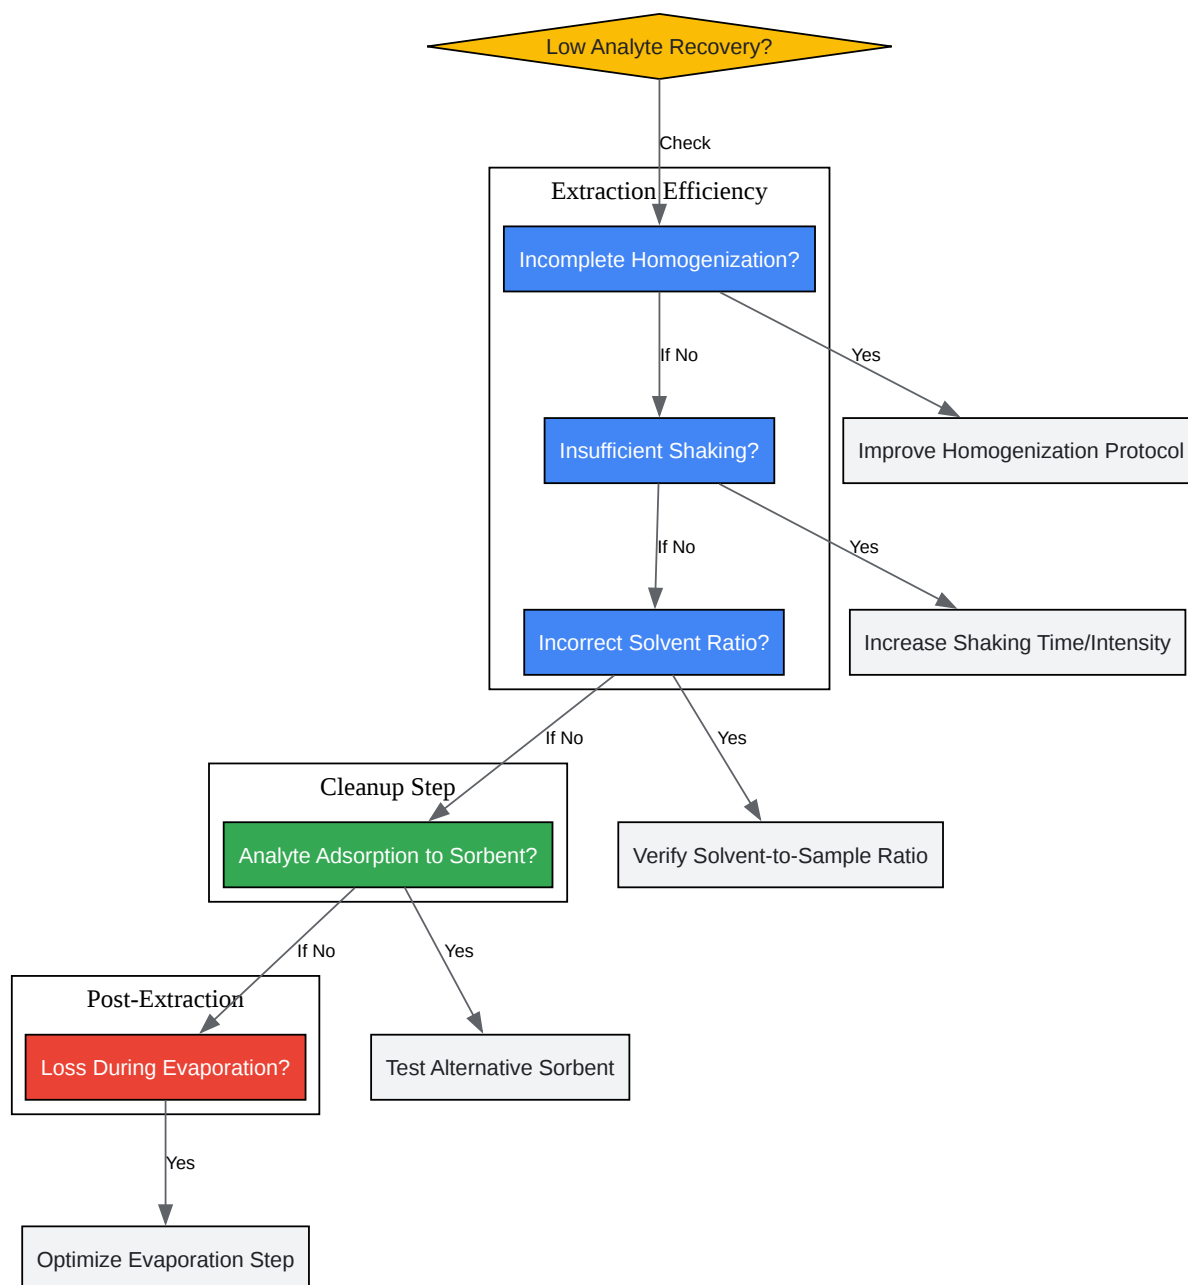 Low Analyte Recovery?
Check
Extraction Efficiency
Incomplete Homogenization?
If No
Yes
Insufficient Shaking?
Improve Homogenization Protocol
If No
Yes
Incorrect Solvent Ratio?
Increase Shaking Time/Intensity
If No
Yes
Cleanup Step
Analyte Adsorption to Sorbent?
Verify Solvent-to-Sample Ratio
If No
Yes
Post-Extraction
Loss During Evaporation?
Test Alternative Sorbent
Yes
Optimize Evaporation Step